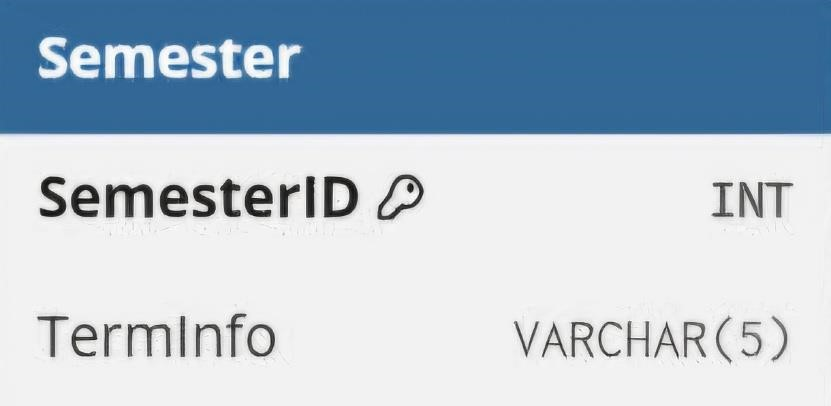 Semester
SemesterID INT
TermInfo VARCHAR(5)